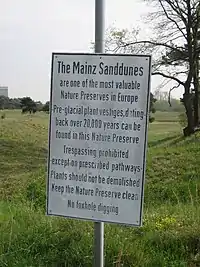 The Mainz Sanddunes
are one of the most valuable
Nature Preserves in Europe
Pre-glacial plant vestiges, dating
back over 20,000 years can be
found in this Nature Preserve
Trespassing prohibited
except on prescribed pathways
Plants should not be demolished
Keep the Nature Preserve clean
No foxhole digging